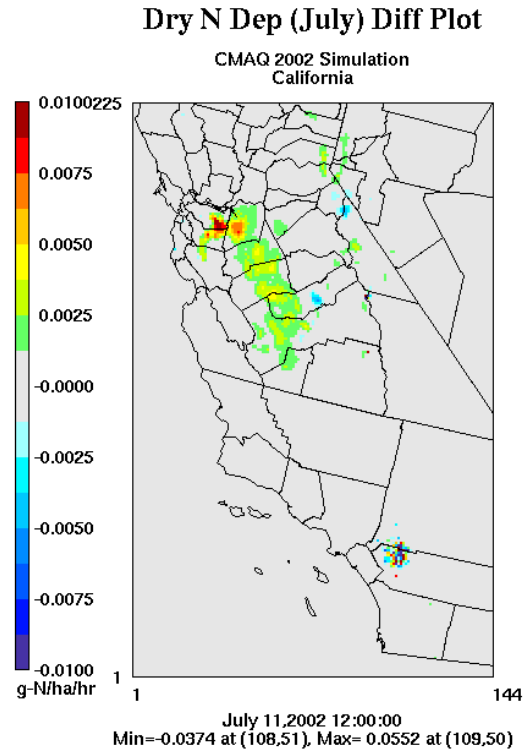 Dry N Dep (July) Diff Plot
CMAQ 2002 Simulation
California
0.0100
225
0.0075
0.0050
0.0025
-0.0000
-0.0025
-0.0050
-0.0075
-0.0100
g-N/ha/hr
1
1
144
July 11,2002 12:00:00
Min=-0.0374 at (108,51), Max= 0.0552 at (109,50)